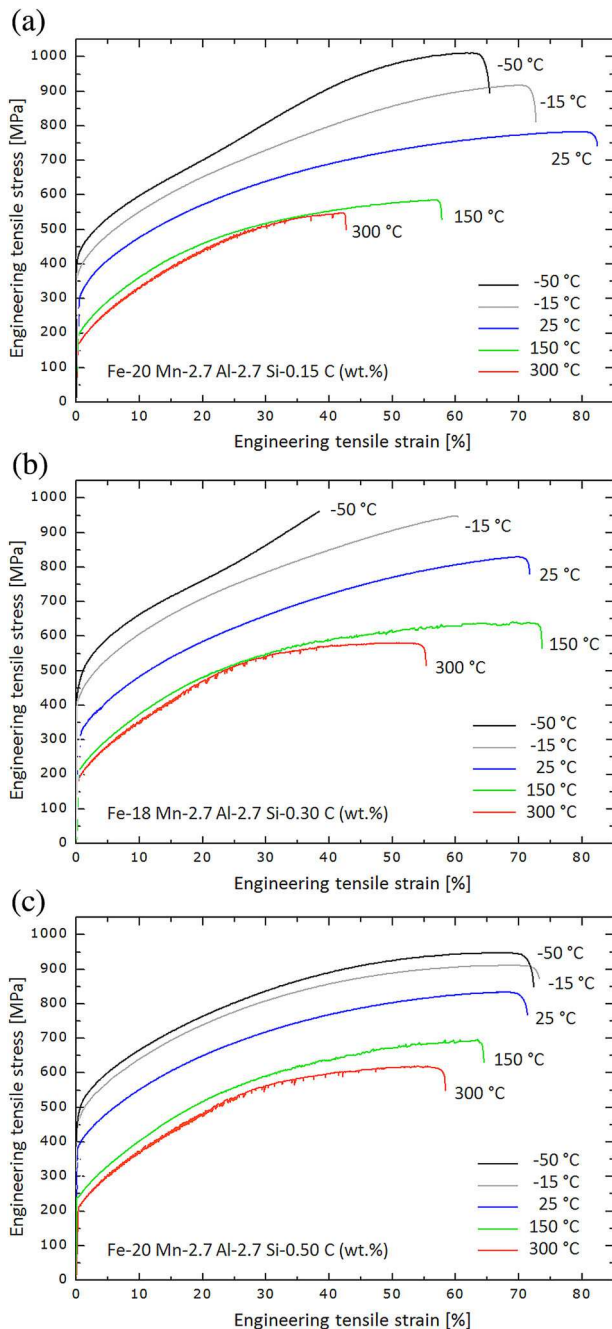 (a)
Engineering tensile stress [MPa]
1000
900
800
700
600
500
400
300
200
100
0
-50 °C
-15 °C
25 °C
150 °C
300 °C
-50 °C
-15 °C
25 °C
150 °C
300 °C
Fe-20 Mn-2.7 Al-2.7 Si-0.15 C (wt.%)
0 10 20 30 40 50 60 70 80
Engineering tensile strain [%]
(b)
Engineering tensile stress [MPa]
1000
900
800
700
600
500
400
300
200
100
0
-50 °C
-15 °C
25 °C
150 °C
300 °C
-50 °C
-15 °C
25 °C
150 °C
300 °C
Fe-18 Mn-2.7 Al-2.7 Si-0.30 C (wt.%)
0 10 20 30 40 50 60 70 80
Engineering tensile strain [%]
(c)
Engineering tensile stress [MPa]
1000
900
800
700
600
500
400
300
200
100
0
-50 °C
-15 °C
25 °C
150 °C
300 °C
-50 °C
-15 °C
25 °C
150 °C
300 °C
Fe-20 Mn-2.7 Al-2.7 Si-0.50 C (wt.%)
0 10 20 30 40 50 60 70 80
Engineering tensile strain [%]